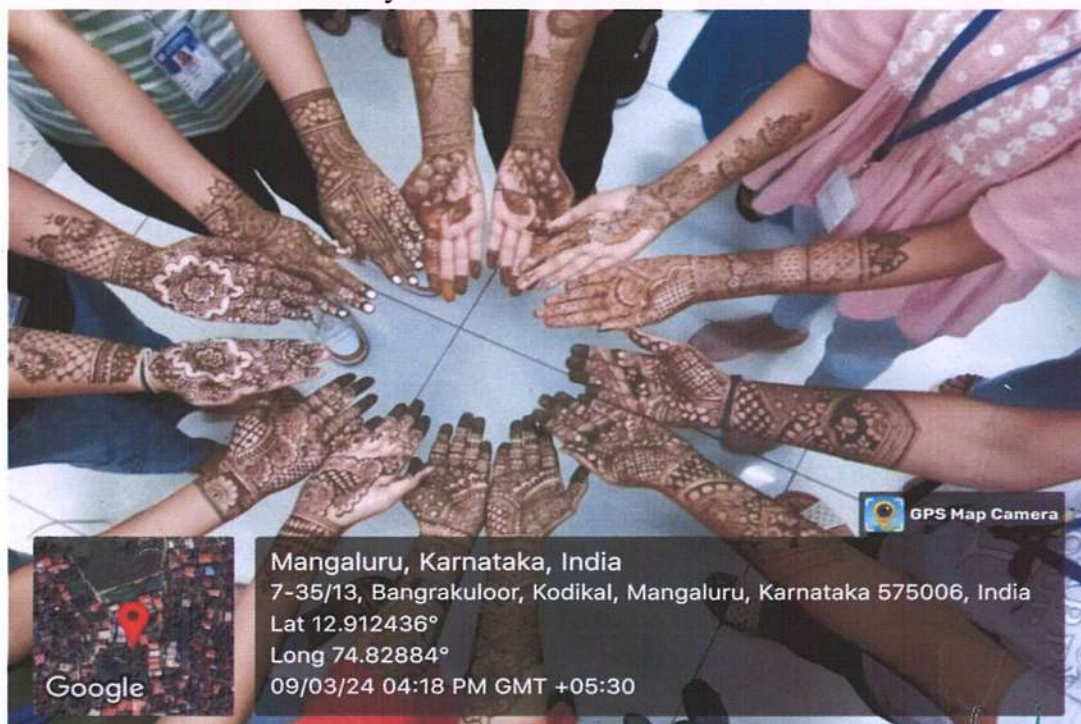 GPS Map Camera
Mangaluru, Karnataka, India
7-35/13, Bangrakuloor, Kodikal, Mangaluru, Karnataka 575006, India
Lat 12.912436°
Long 74.82884°
09/03/24 04:18 PM GMT +05:30
Google